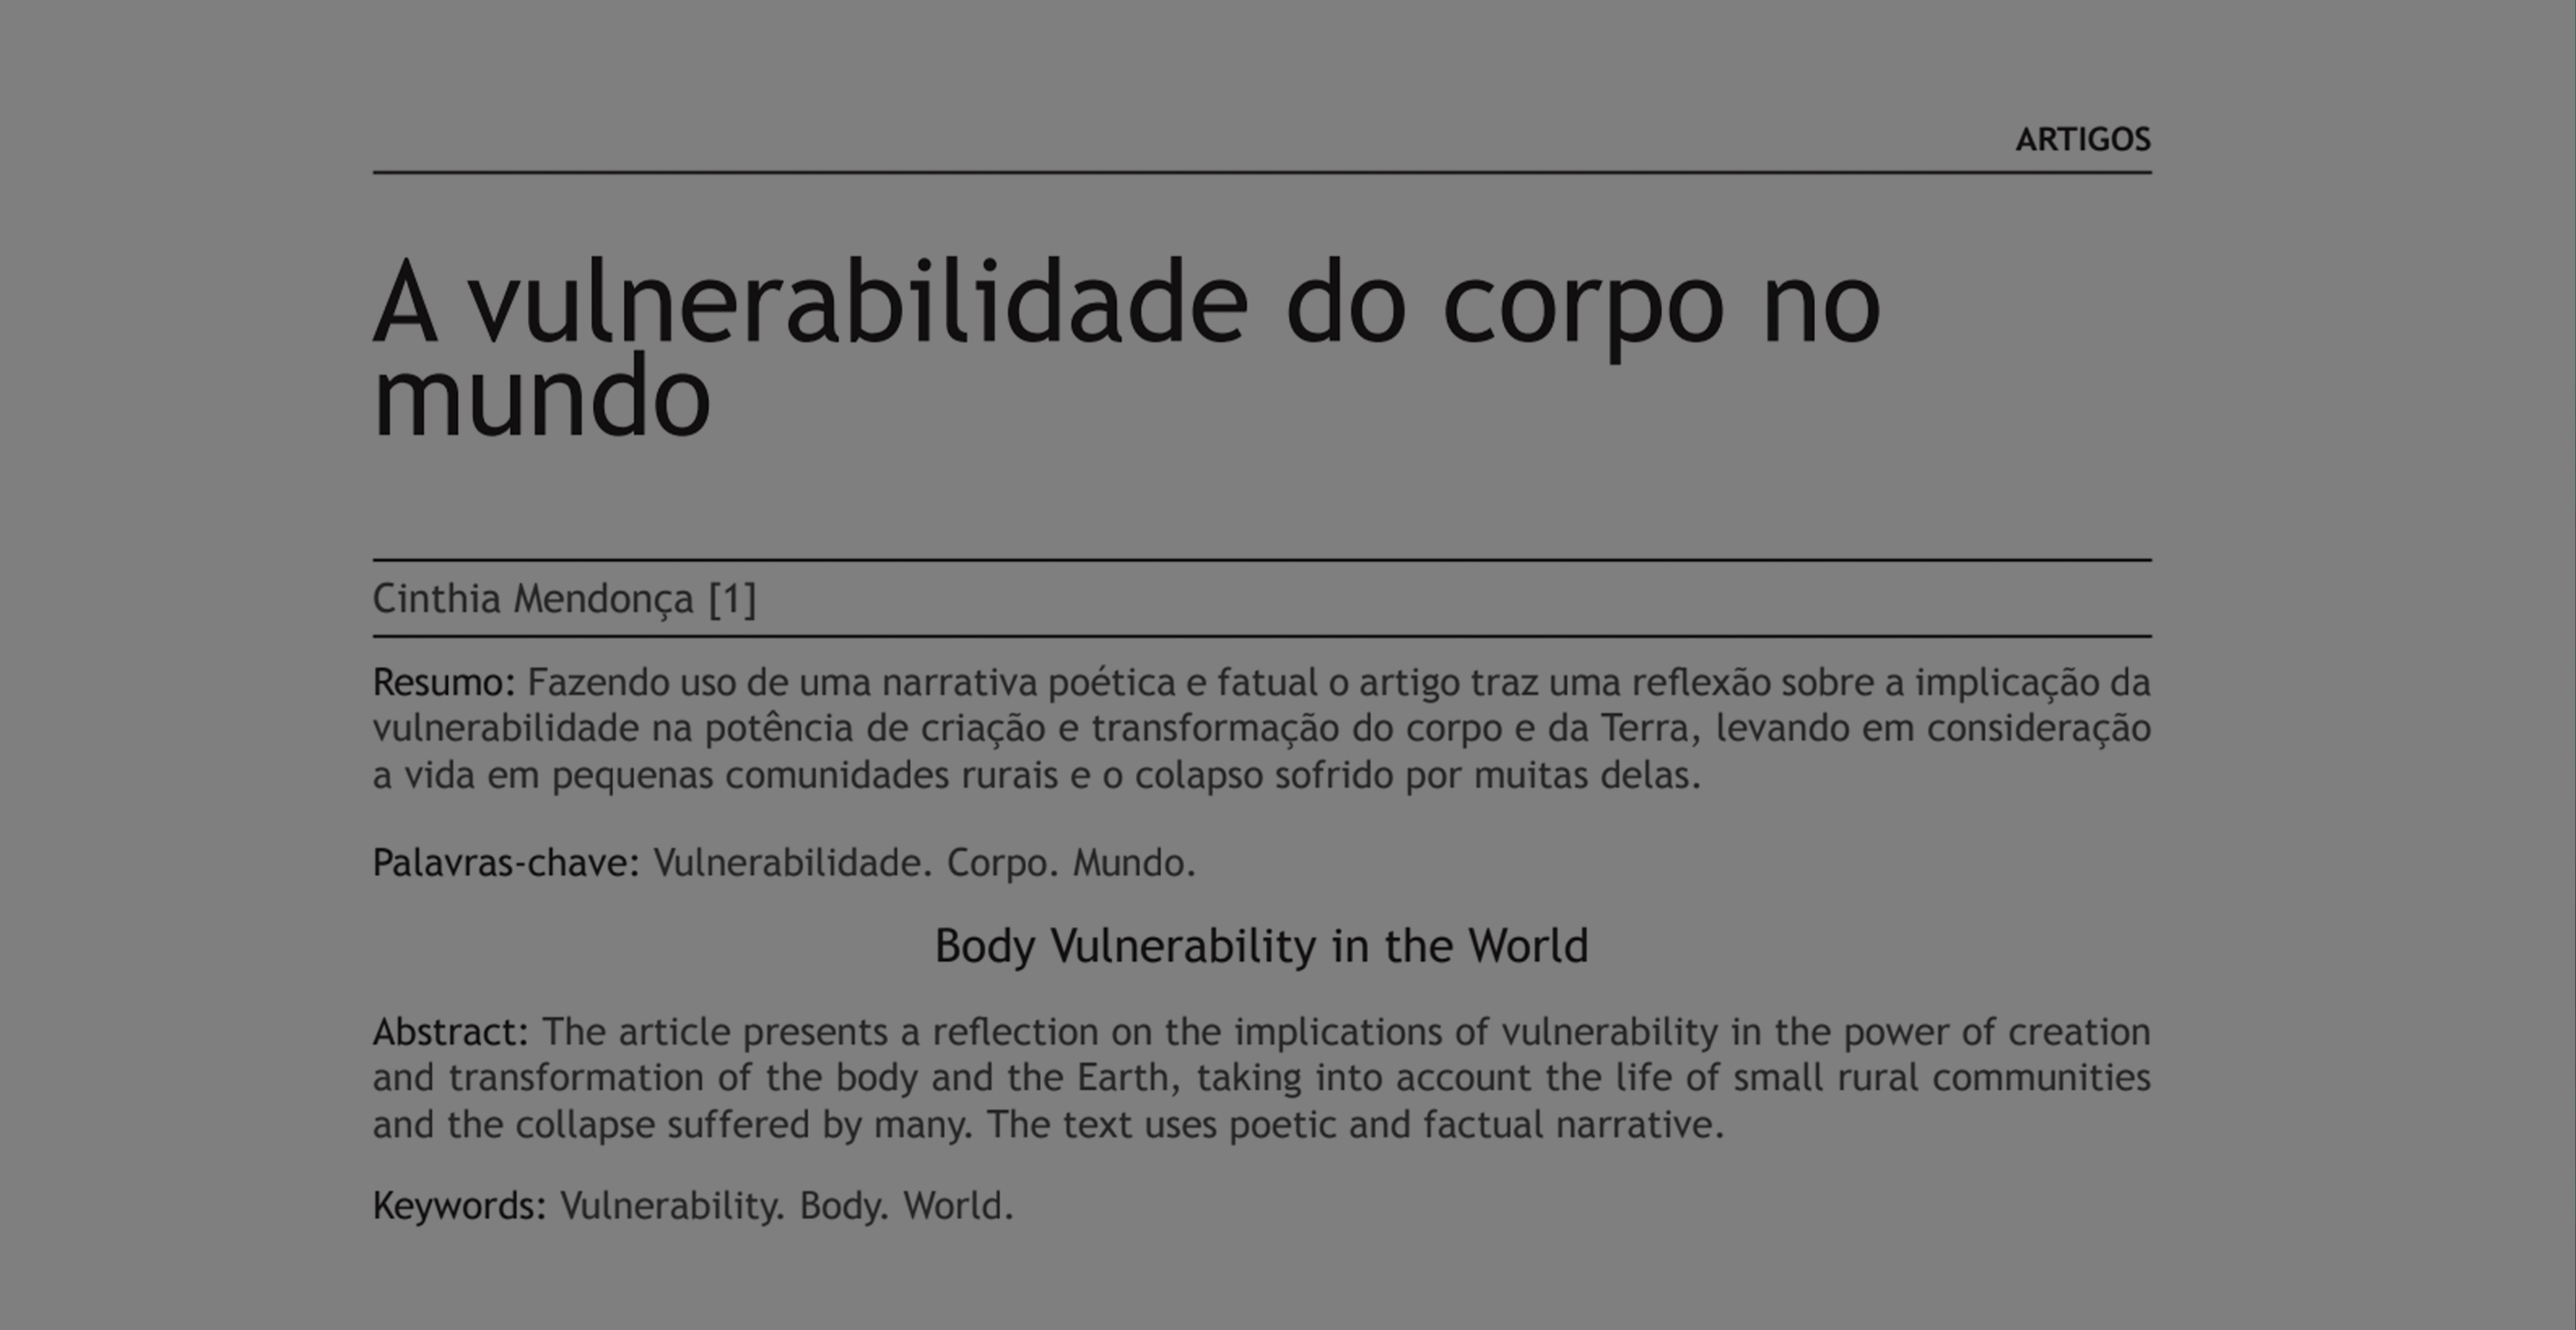 ARTIGOS
A vulnerabilidade do corpo no
mundo
Cinthia Mendonça [1]
Resumo: Fazendo uso de uma narrativa poética e fatual o artigo traz uma reflexão sobre a implicação da
vulnerabilidade na potência de criação e transformação do corpo e da Terra, levando em consideração
a vida em pequenas comunidades rurais e o colapso sofrido por muitas delas.
Palavras-chave: Vulnerabilidade. Corpo. Mundo.
Body Vulnerability in the World
Abstract: The article presents a reflection on the implications of vulnerability in the power of creation
and transformation of the body and the Earth, taking into account the life of small rural communities
and the collapse suffered by many. The text uses poetic and factual narrative.
Keywords: Vulnerability. Body. World.